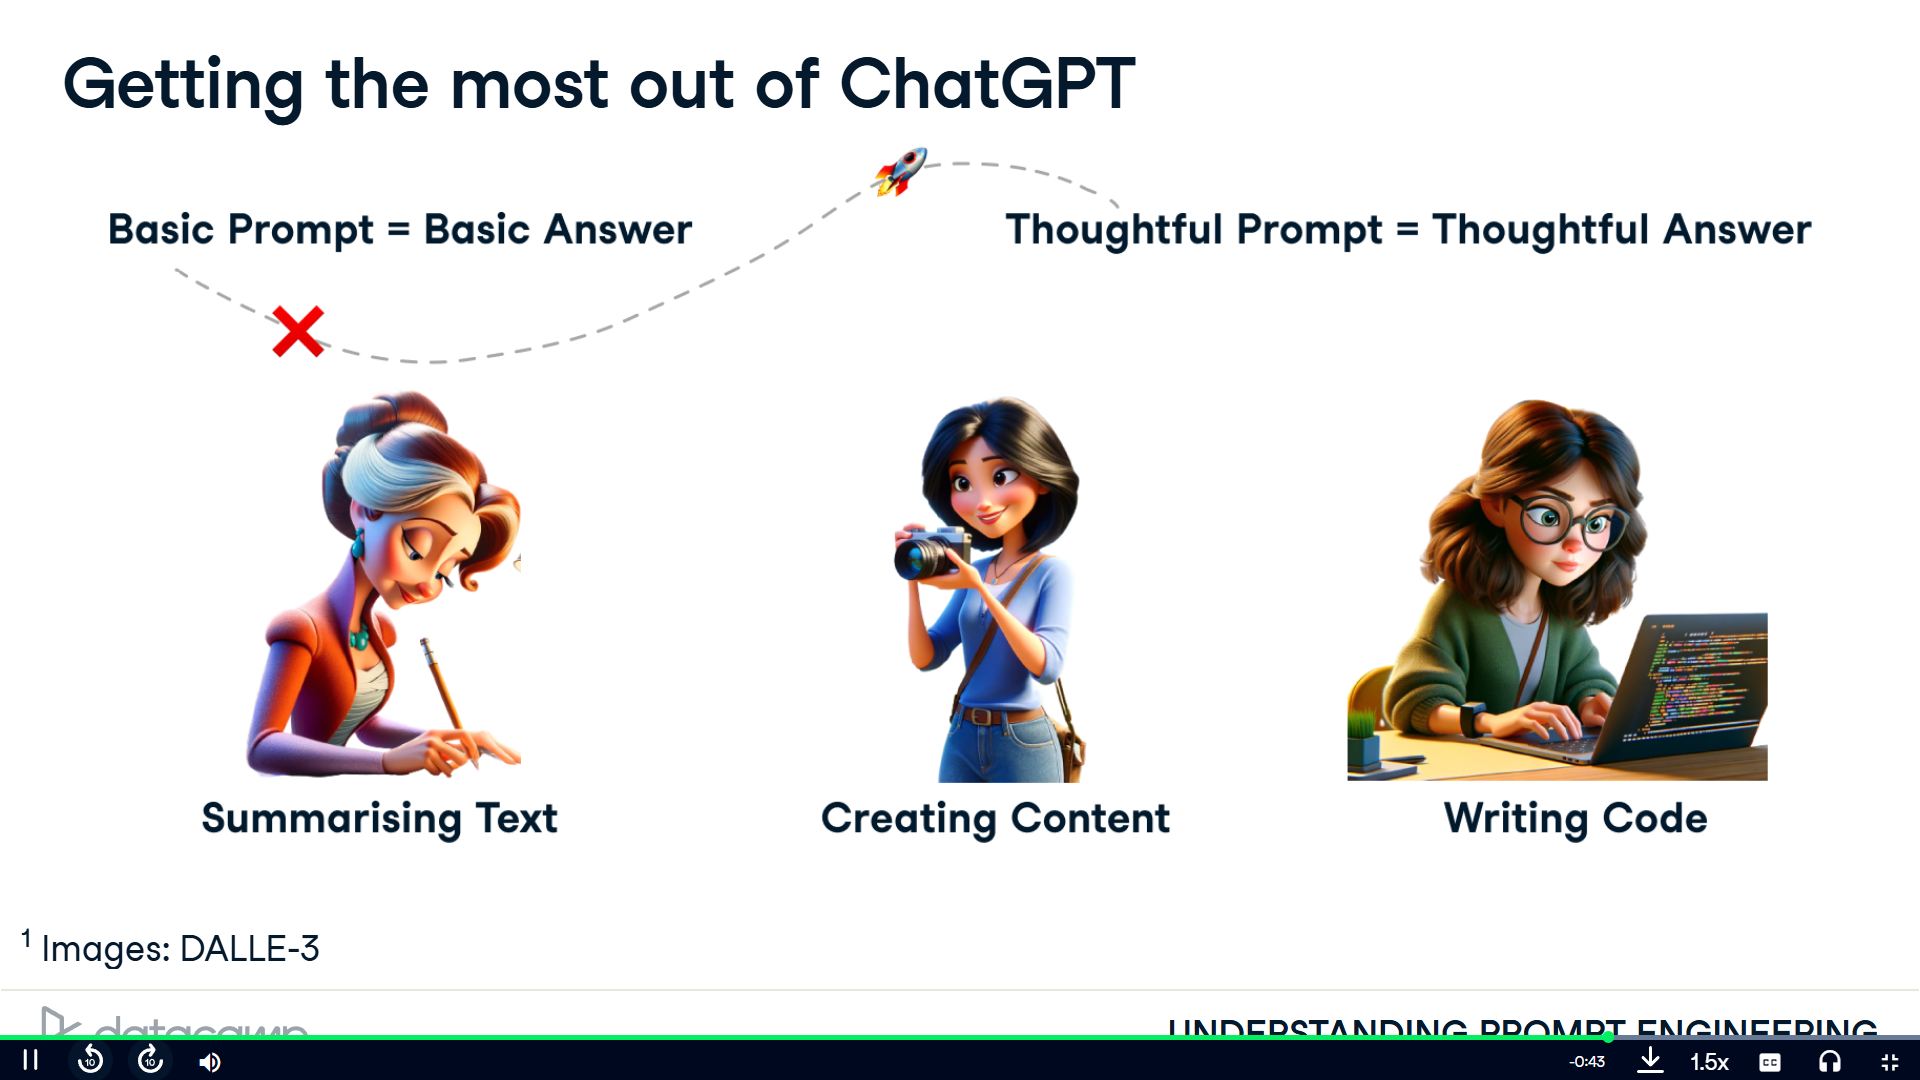 Getting the most out of ChatGPT
Basic Prompt = Basic Answer
Thoughtful Prompt = Thoughtful Answer
Summarising Text
Creating Content
Writing Code
1 Images: DALLE-3
datacamp
UNDERSTANDING PROMPT ENGINEERING
10
10
-0:43
1.5x
CC